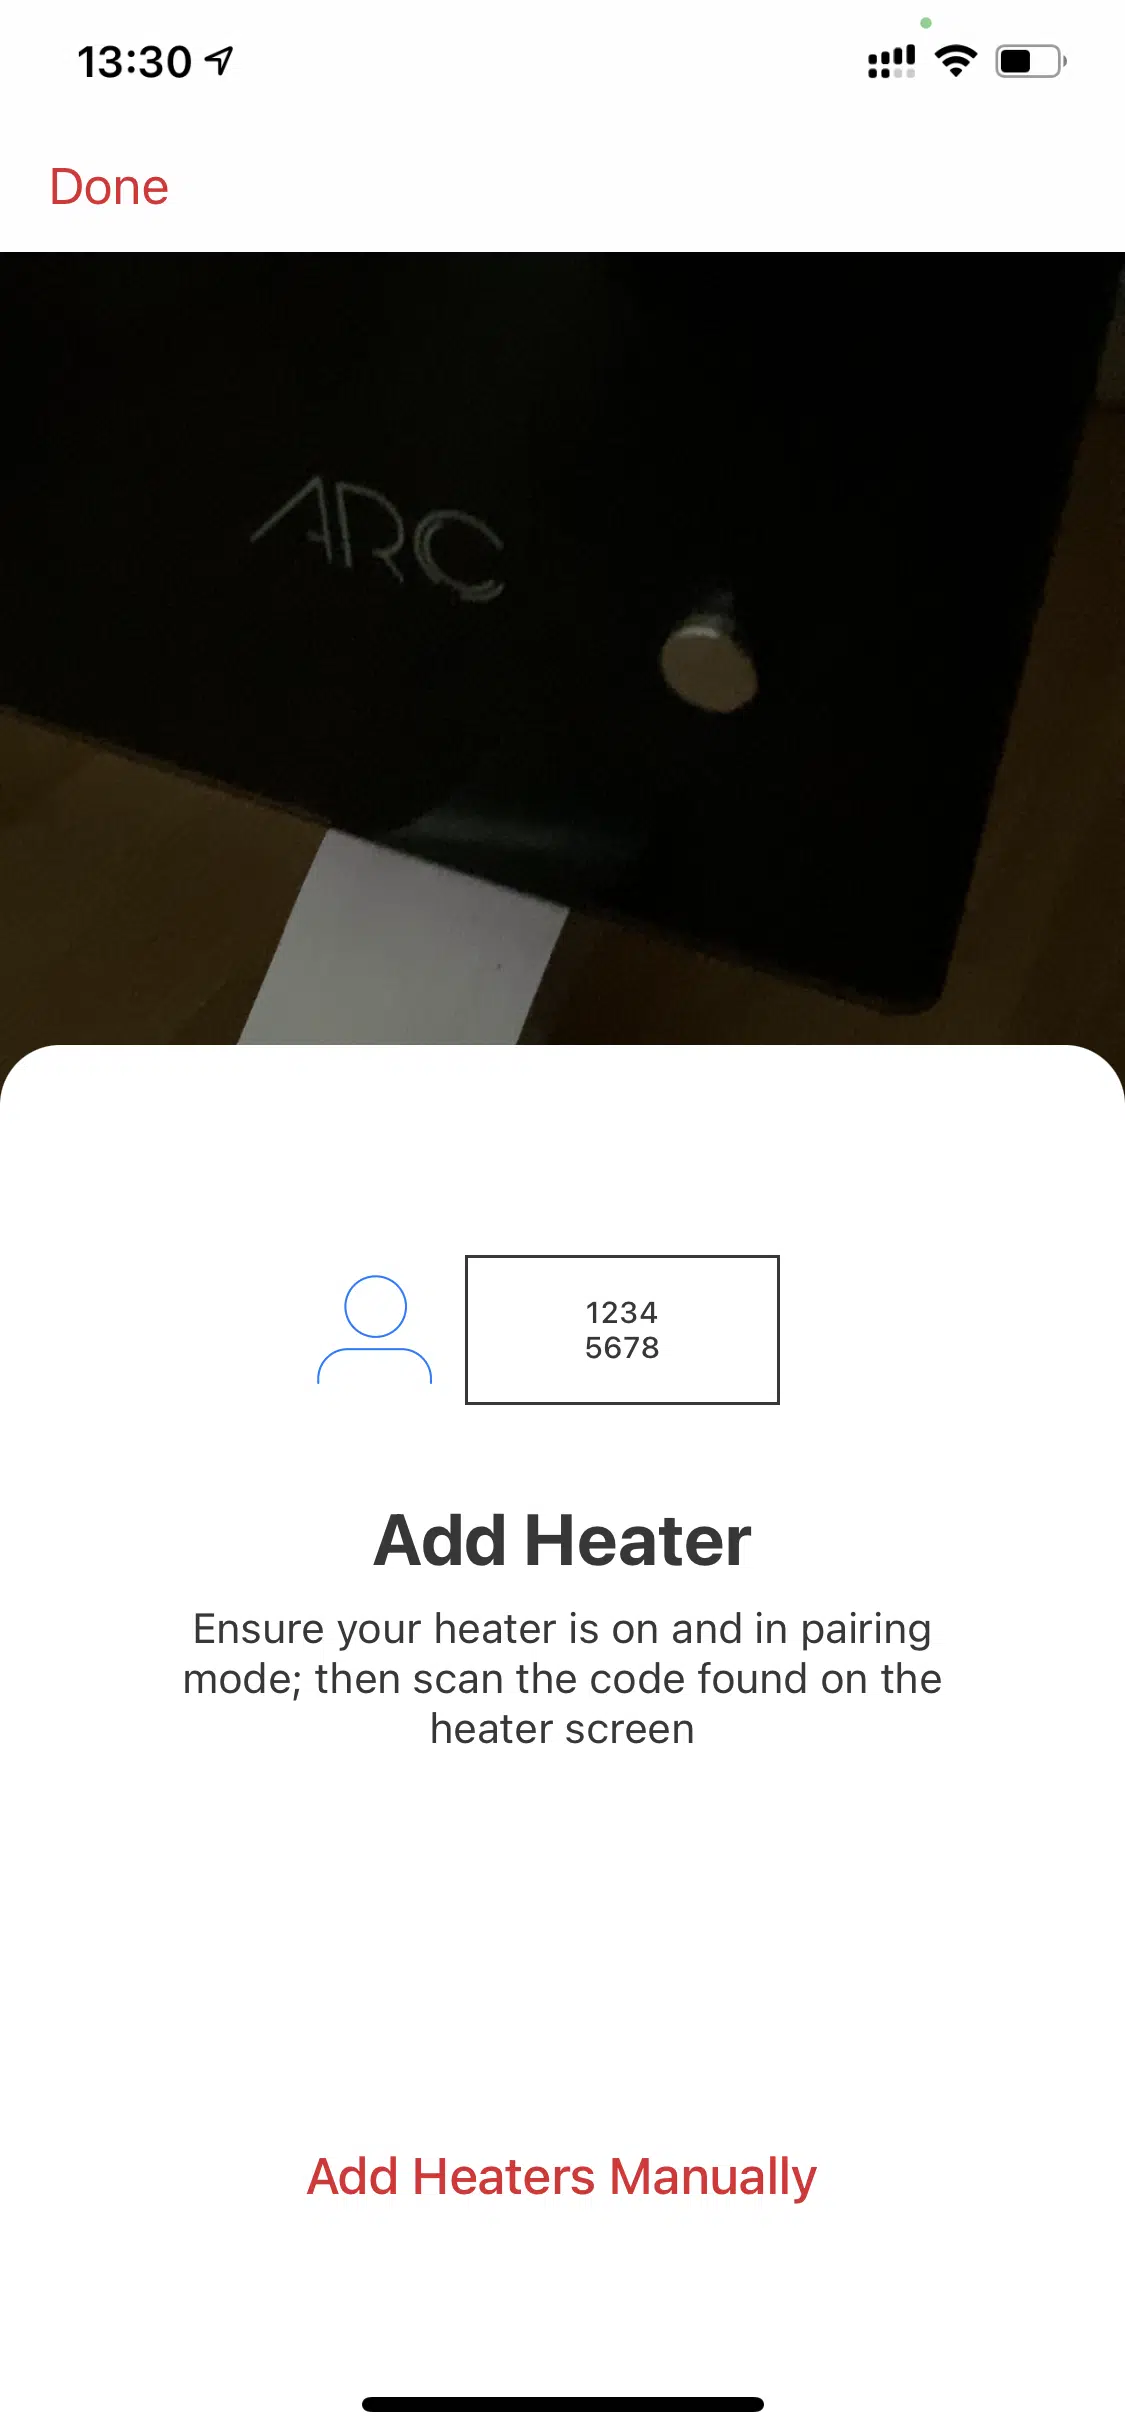 13:30
Done
ARC
1234
5678
Add Heater
Ensure your heater is on and in pairing
mode; then scan the code found on the
heater screen
Add Heaters Manually